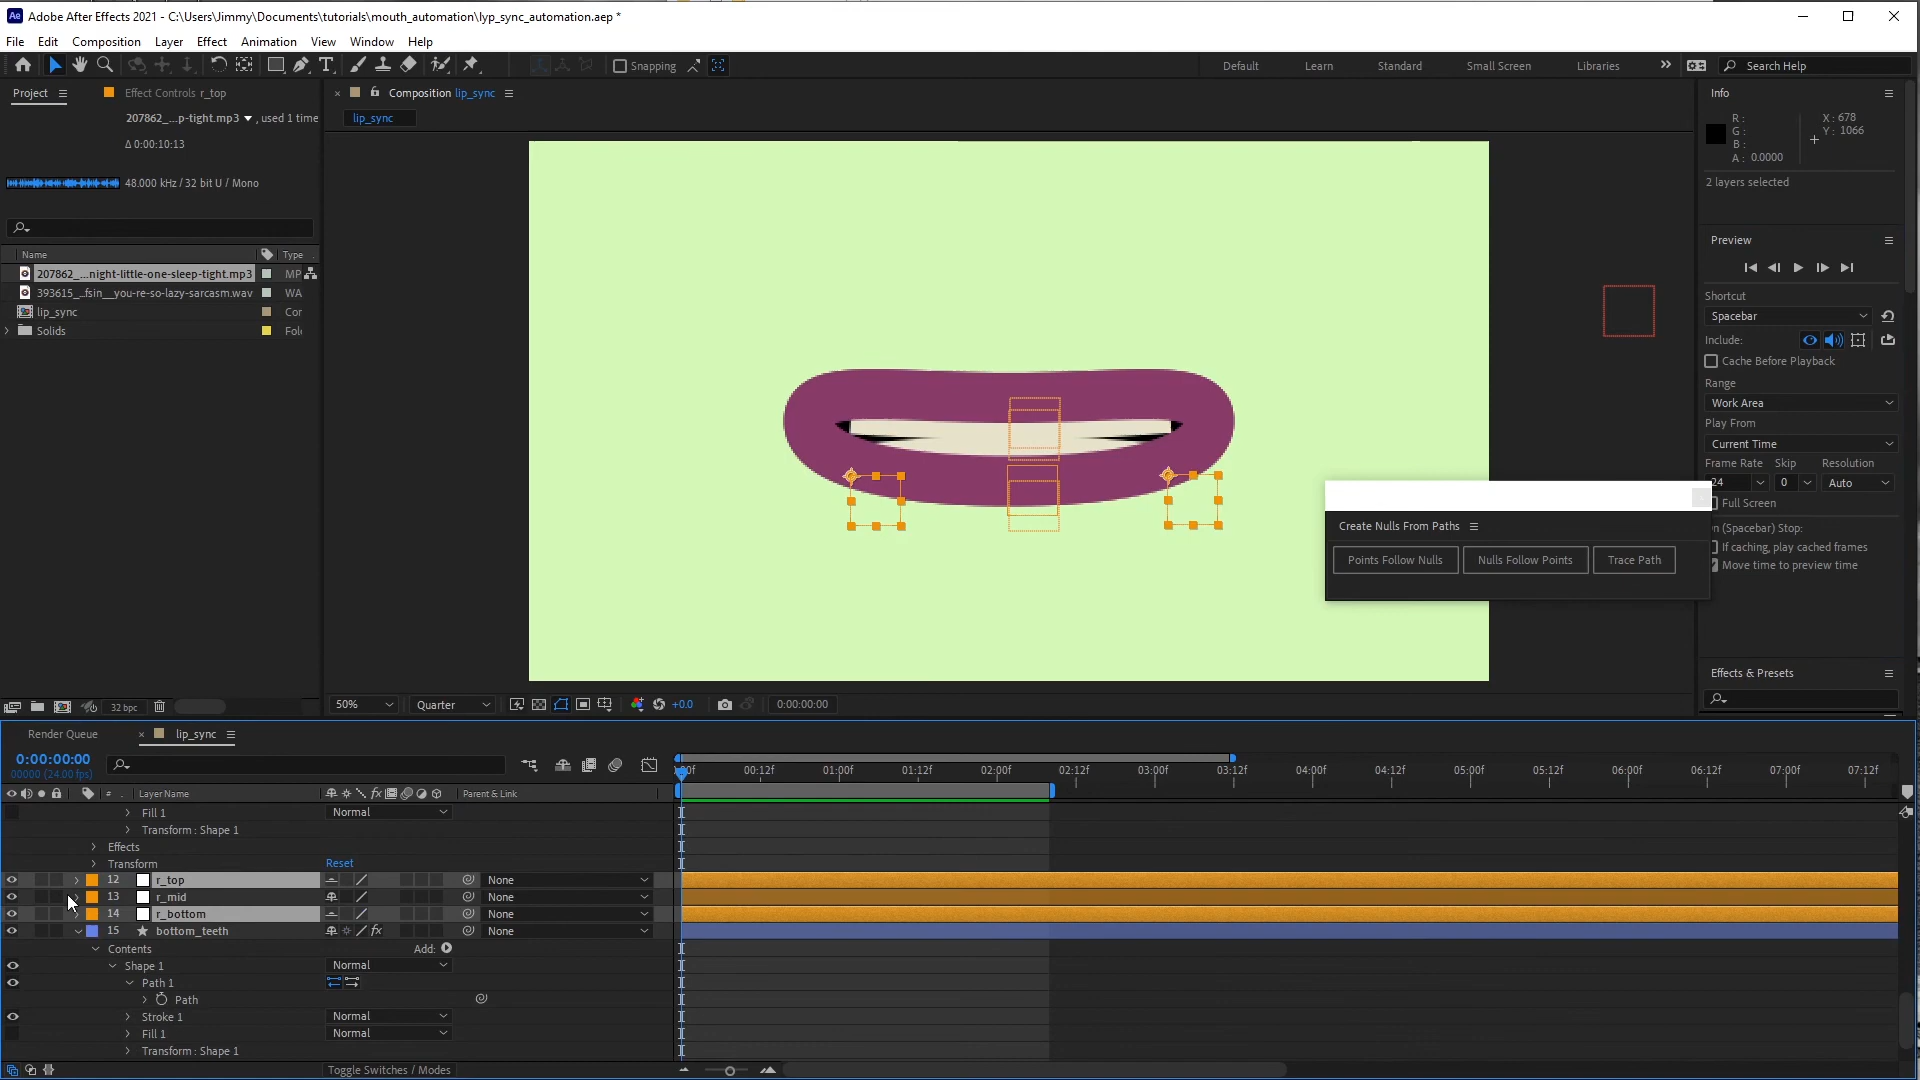 Adobe After Effects 2021 - C:\Users\Jimmy\Documents\tutorials\mouth_automation\lyp_sync_automation.aep *
File Edit Composition Layer Effect Animation View Window Help
Snapping
Default Learn Standard Small Screen Libraries Search Help
Project
Effect Controls r_top
Composition lip_sync
Info
207862_...p-tight.mp3 , used 1 time
lip_sync
R :
G :
B :
A : 0.0000
X : 678
Y : 1066
Δ 0:00:10:13
48.000 kHz / 32 bit U / Mono
2 layers selected
Name Type
207862_...night-little-one-sleep-tight.mp3 MP
393615_..fsin__you-re-so-lazy-sarcasm.wav WA
lip_sync Cor
Solids Fol
Preview
Shortcut
Spacebar
Include:
Cache Before Playback
Range
Work Area
Play From
Current Time
Frame Rate Skip Resolution
24 0 Auto
Full Screen
(Spacebar) Stop:
If caching, play cached frames
Move time to preview time
Create Nulls From Paths
Points Follow Nulls Nulls Follow Points Trace Path
Effects & Presets
32 bpc
50% Quarter +0.0 0:00:00:00
Render Queue lip_sync
0:00:00:00
00000 (24.00 fps)
00:12f 01:00f 01:12f 02:00f 02:12f 03:00f 03:12f 04:00f 04:12f 05:00f 05:12f 06:00f 06:12f 07:00f 07:12f
# Layer Name Parent & Link
Fill 1 Normal
Transform : Shape 1
Effects
Transform Reset
12 r_top None
13 r_mid None
14 r_bottom None
15 bottom_teeth None
Contents Add:
Shape 1 Normal
Path 1
Path
Stroke 1 Normal
Fill 1 Normal
Transform : Shape 1
Toggle Switches / Modes